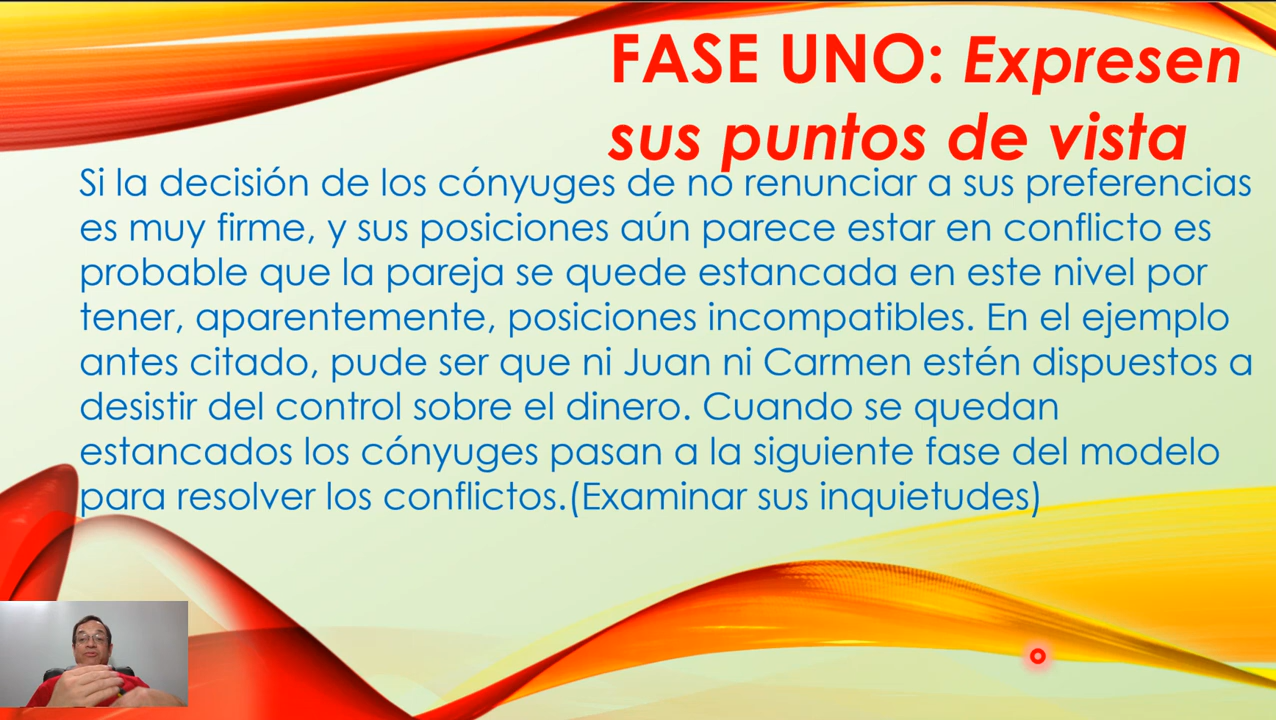 FASE UNO: Expresen
sus puntos de vista
Si la decisión de los cónyuges de no renunciar a sus preferencias
es muy firme, y sus posiciones aún parece estar en conflicto es
probable que la pareja se quede estancada en este nivel por
tener, aparentemente, posiciones incompatibles. En el ejemplo
antes citado, pude ser que ni Juan ni Carmen estén dispuestos a
desistir del control sobre el dinero. Cuando se quedan
estancados los cónyuges pasan a la siguiente fase del modelo
para resolver los conflictos.(Examinar sus inquietudes)